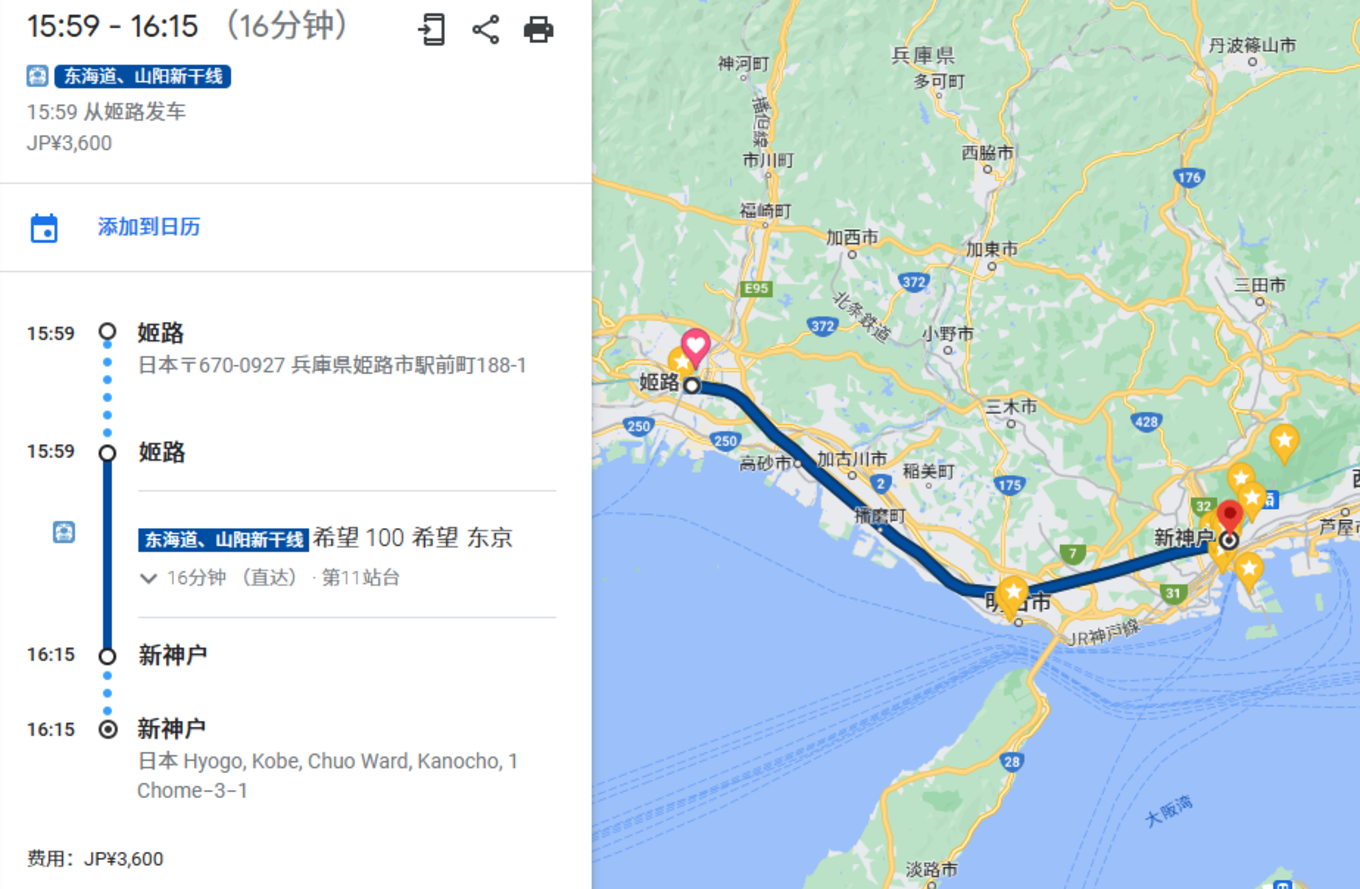 15:59 - 16:15 （16分钟）
东海道、山阳新干线
15:59 从姬路发车
JP¥3,600
添加到日历
15:59 姬路
日本〒670-0927 兵庫県姫路市駅前町188-1
15:59 姬路
东海道、山阳新干线 希望 100 希望 东京
16分钟 （直达） · 第11站台
16:15 新神户
16:15 新神户
日本 Hyogo, Kobe, Chuo Ward, Kanocho, 1
Chome−3−1
费用：JP¥3,600
兵庫県
丹波篠山市
神河町
多可町
播但線
市川町
西脇市
176
福崎町
加西市
加東市
E95
372
三田市
北条鉄道
372
小野市
姬路
三木市
250
250
428
高砂市
加古川市
稲美町
2
175
32
播磨町
新神户
芦屋市
7
31
明石市
JR神戸線
28
大阪湾
淡路市